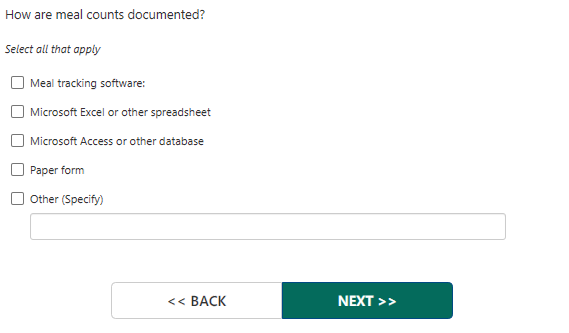 How are meal counts documented?
Select all that apply
Meal tracking software:
Microsoft Excel or other spreadsheet
Microsoft Access or other database
Paper form
Other (Specify)
<< BACK
NEXT >>